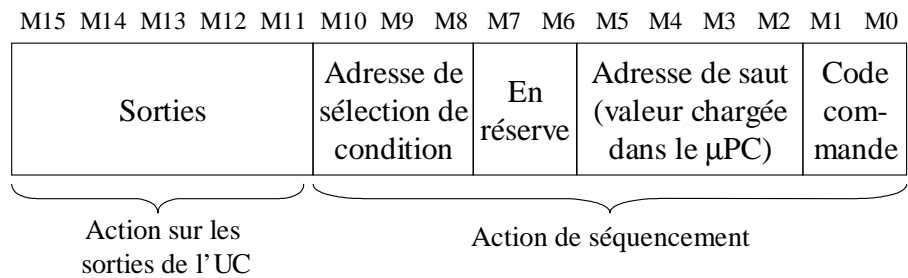 M15 M14 M13 M12 M11 M10 M9 M8 M7 M6 M5 M4 M3 M2 M1 M0
Sorties
Adresse de
sélection de
condition
En
réserve
Adresse de saut
(valeur chargée
dans le µPC)
Code
com-
mande
Action sur les
sorties de l’UC
Action de séquencement